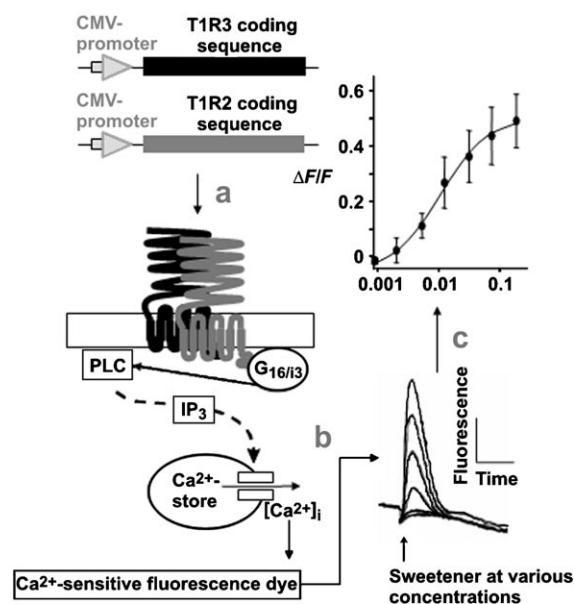 CMV-
promoter
T1R3 coding
sequence
CMV-
promoter
T1R2 coding
sequence
a
ΔF/F
0.6
0.4
0.2
0
0.001
0.01
0.1
PLC
G16/i3
IP3
Ca2+-
store
[Ca2+]i
b
c
Fluorescence
Time
Ca2+-sensitive fluorescence dye
Sweetener at various
concentrations